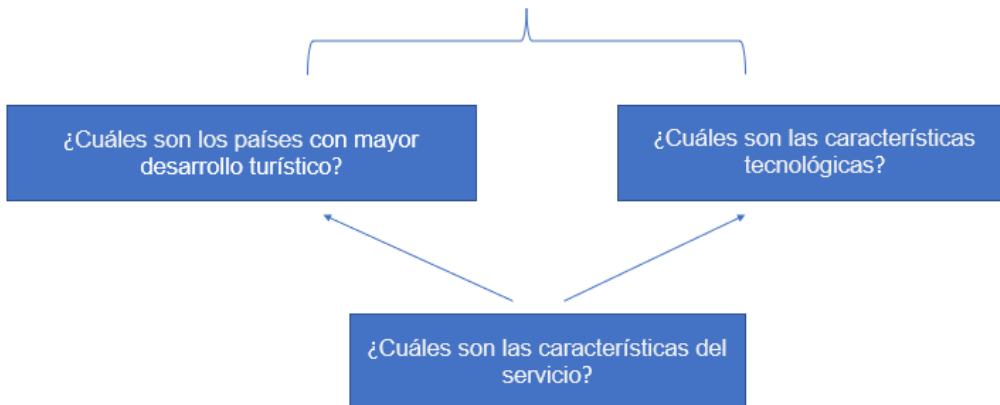 ¿Cuáles son los países con mayor
desarrollo turístico?
¿Cuáles son las características
tecnológicas?
¿Cuáles son las características del
servicio?